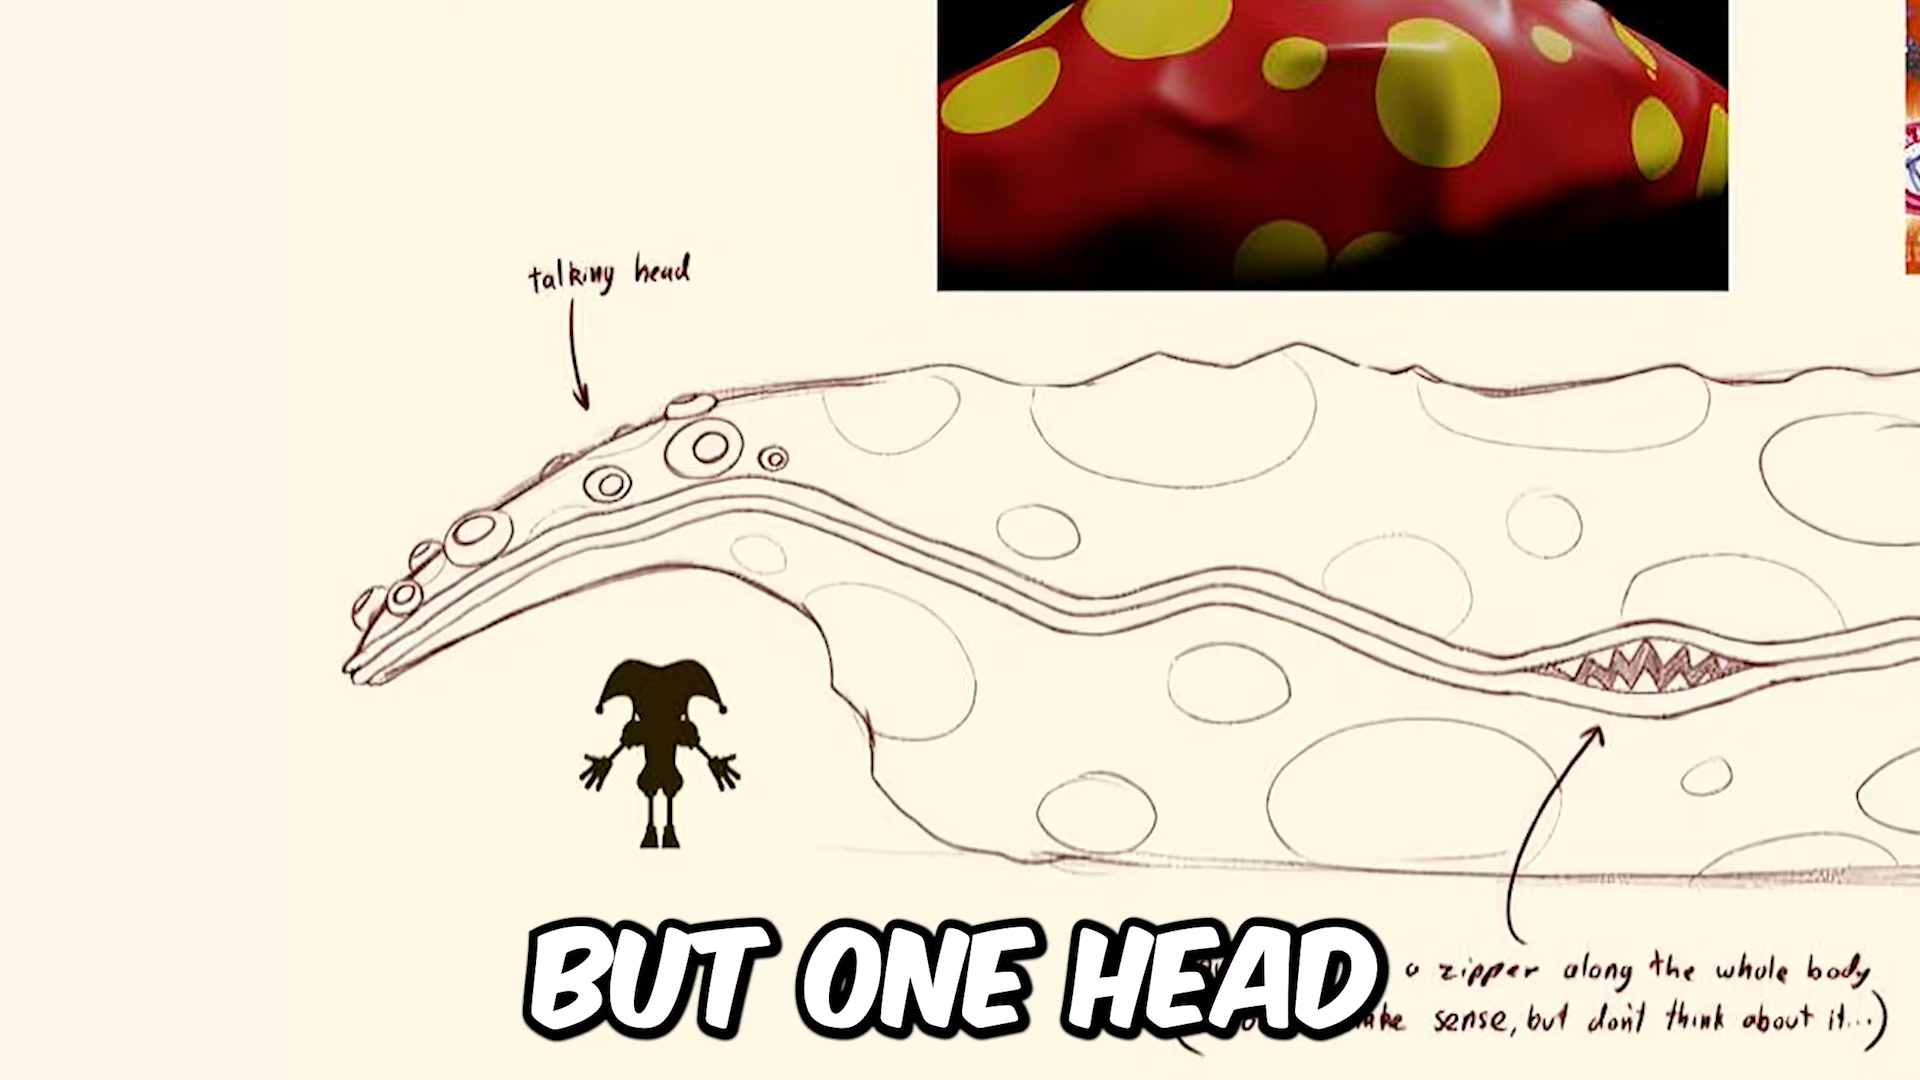 talking head
BUT ONE HEAD
a zipper along the whole body
sense, but don't think about it...)